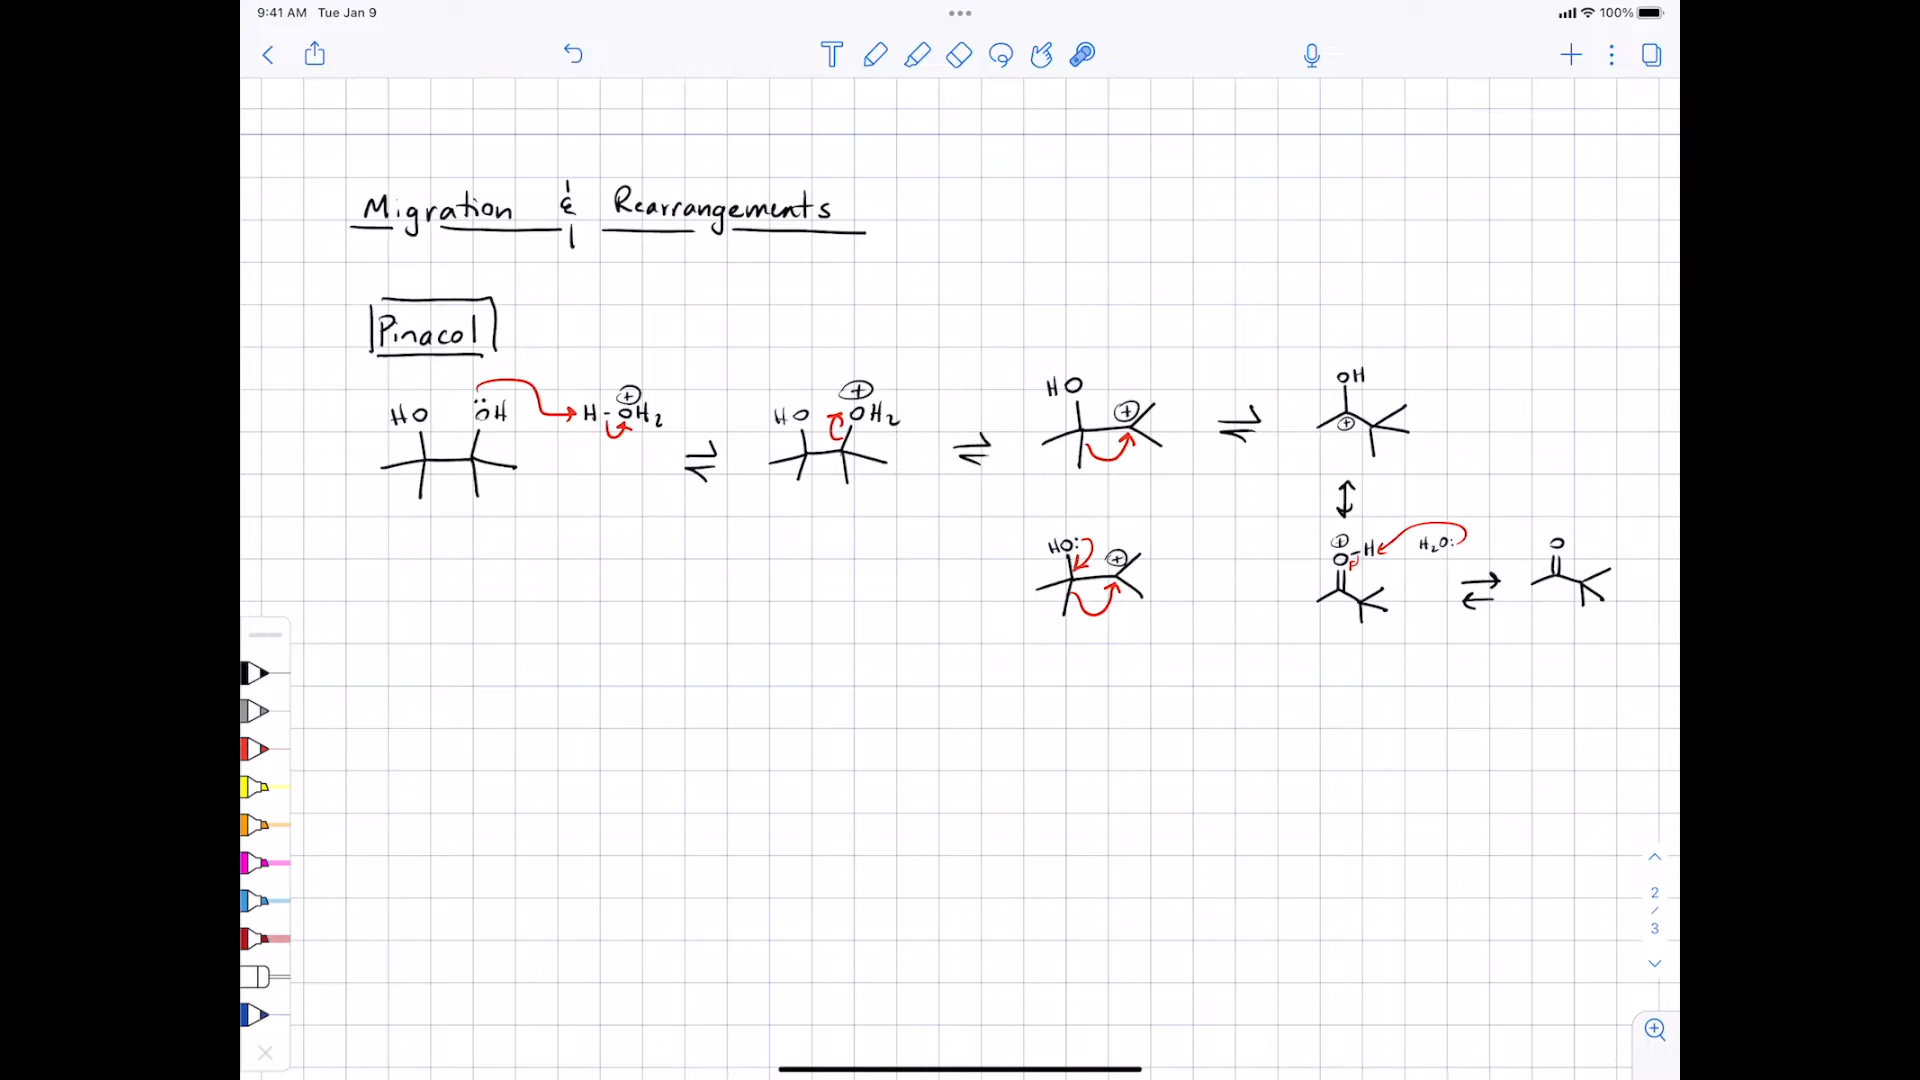 9:41 AM Tue Jan 9
100%
T
Migration & Rearrangements
Pinacol
HO ÖH H-OH₂ ⊕
HO OH₂ ⊕
HO ⊕
OH ⊕
HO: ⊕
⊕ O-H H₂O:
O
2
/
3